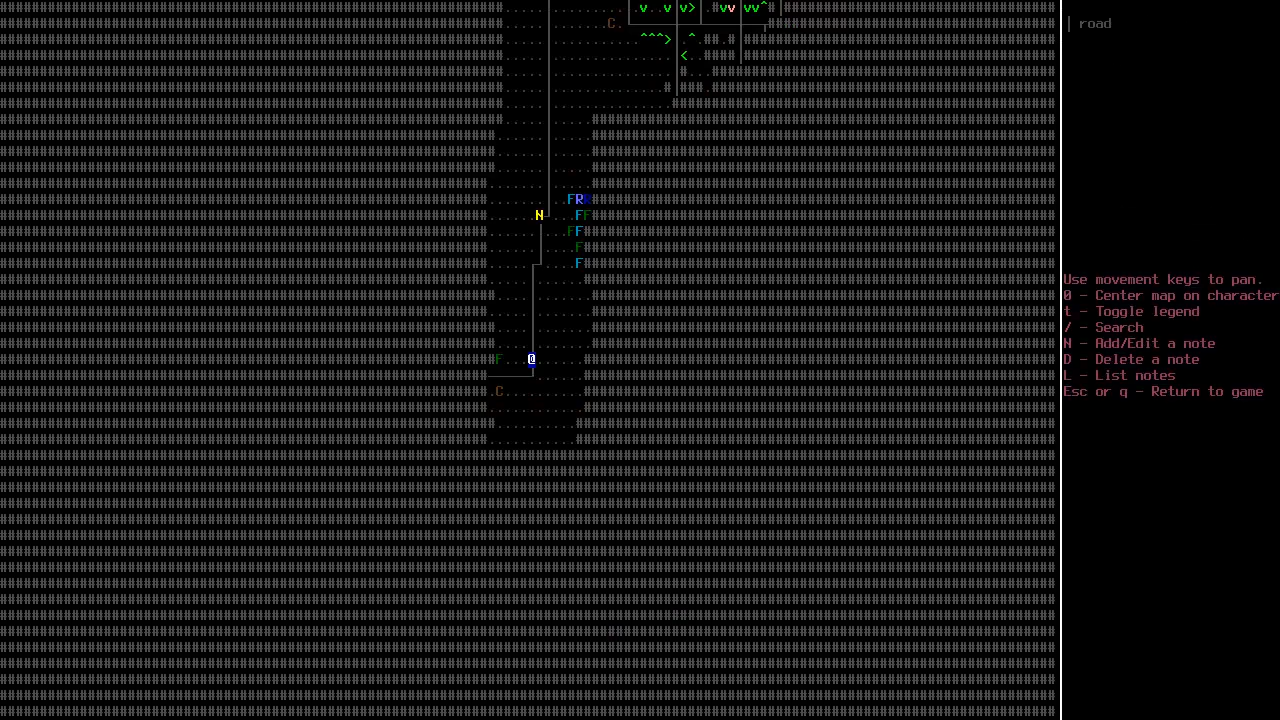 road
Use movement keys to pan.
0 - Center map on character
t - Toggle legend
/ - Search
N - Add/Edit a note
D - Delete a note
L - List notes
Esc or q - Return to game